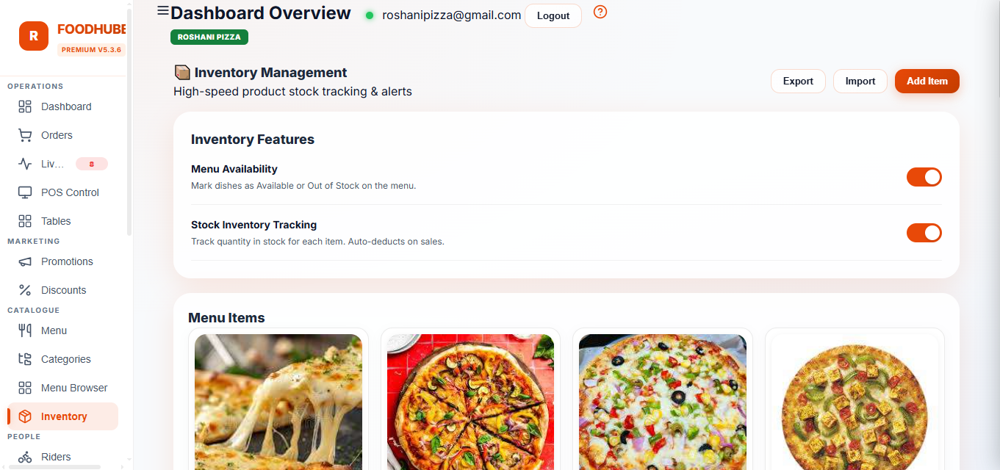 Dashboard Overview
roshanipizza@gmail.com
Logout
?
ROSHANI PIZZA
R
FOODHUB
PREMIUM V5.3.6
OPERATIONS
Dashboard
Orders
Liv...
8
POS Control
Tables
MARKETING
Promotions
Discounts
CATALOGUE
Menu
Categories
Menu Browser
Inventory
PEOPLE
Riders
Inventory Management
High-speed product stock tracking & alerts
Export
Import
Add Item
Inventory Features
Menu Availability
Mark dishes as Available or Out of Stock on the menu.
Stock Inventory Tracking
Track quantity in stock for each item. Auto-deducts on sales.
Menu Items